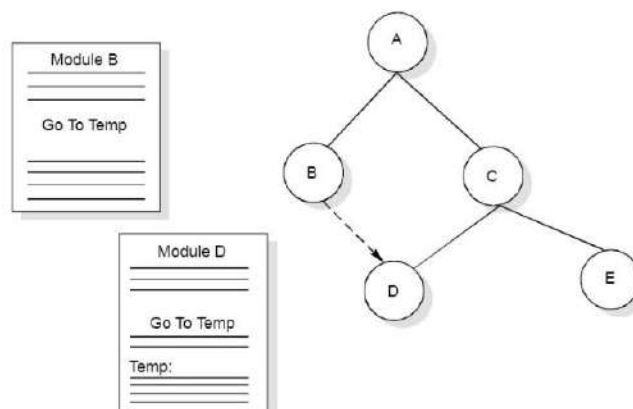 Module B
Go To Temp
Module D
Go To Temp
Temp:
A
B
C
D
E